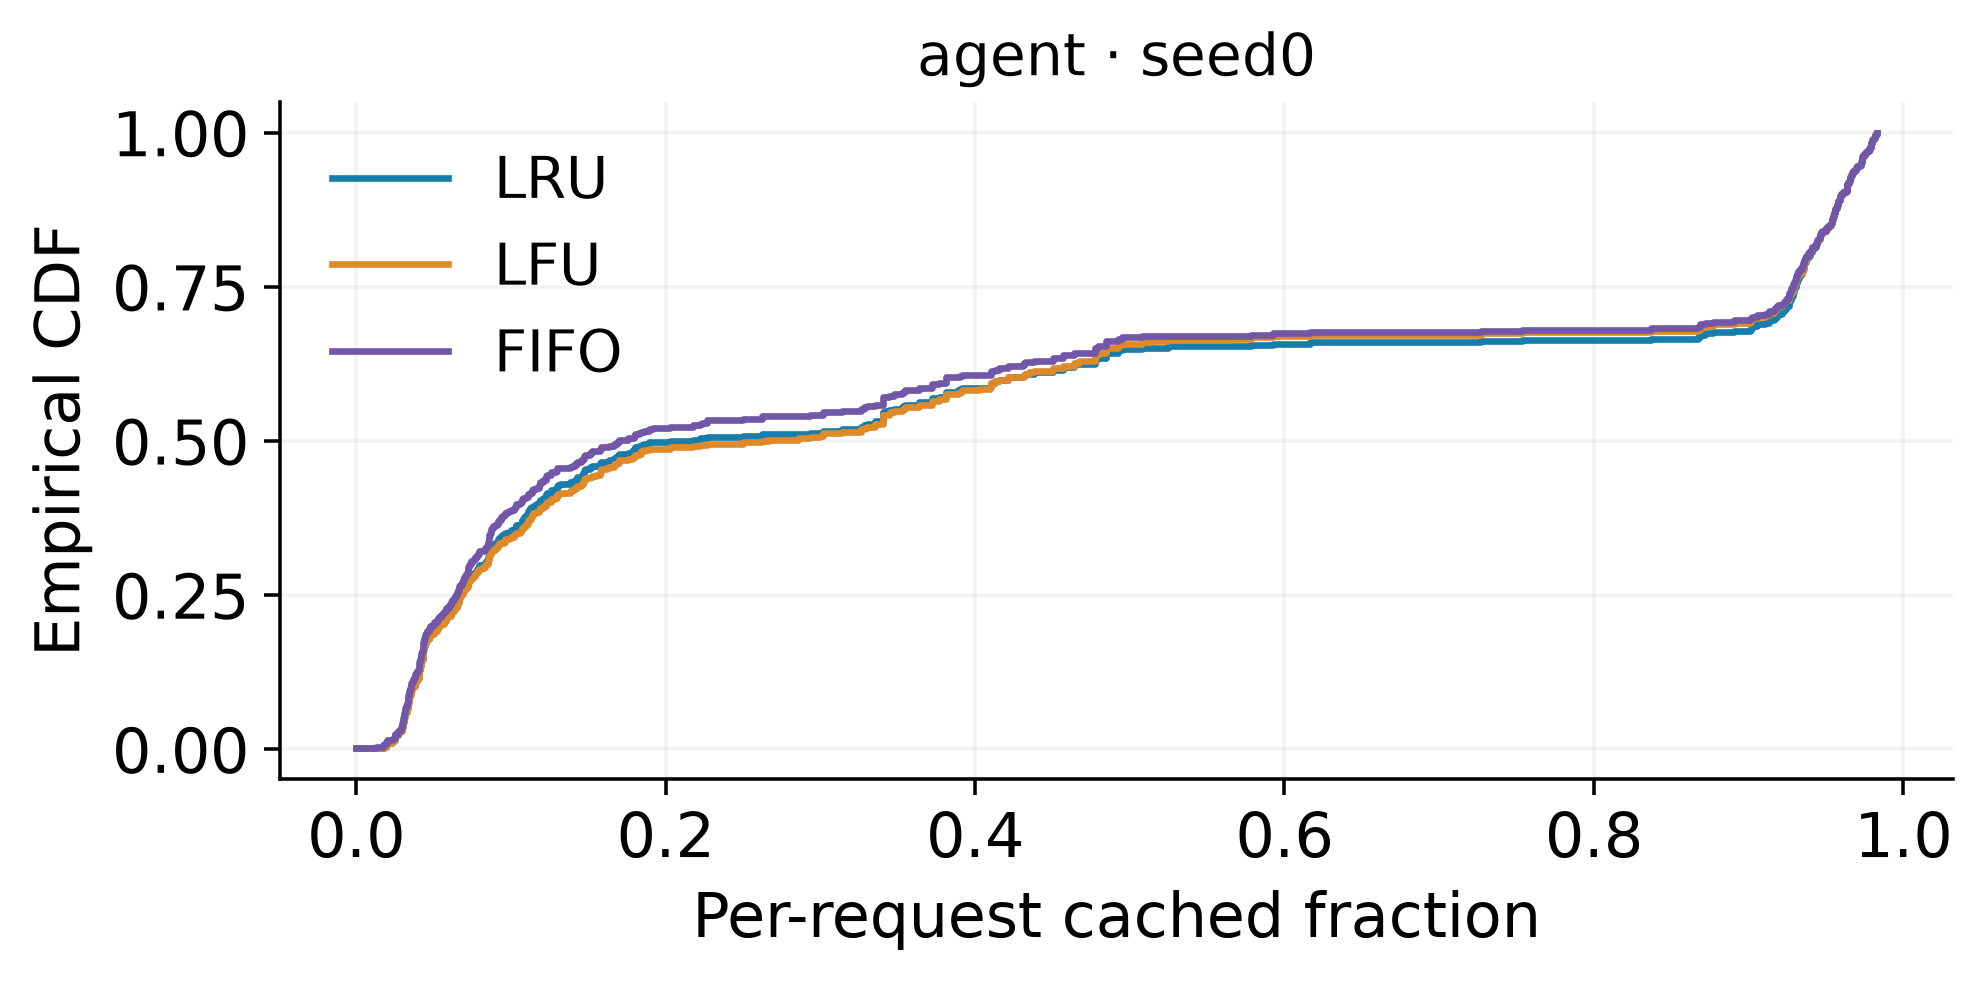 agent · seed0
Empirical CDF
1.00
0.75
0.50
0.25
0.00
LRU
LFU
FIFO
0.0 0.2 0.4 0.6 0.8 1.0
Per-request cached fraction